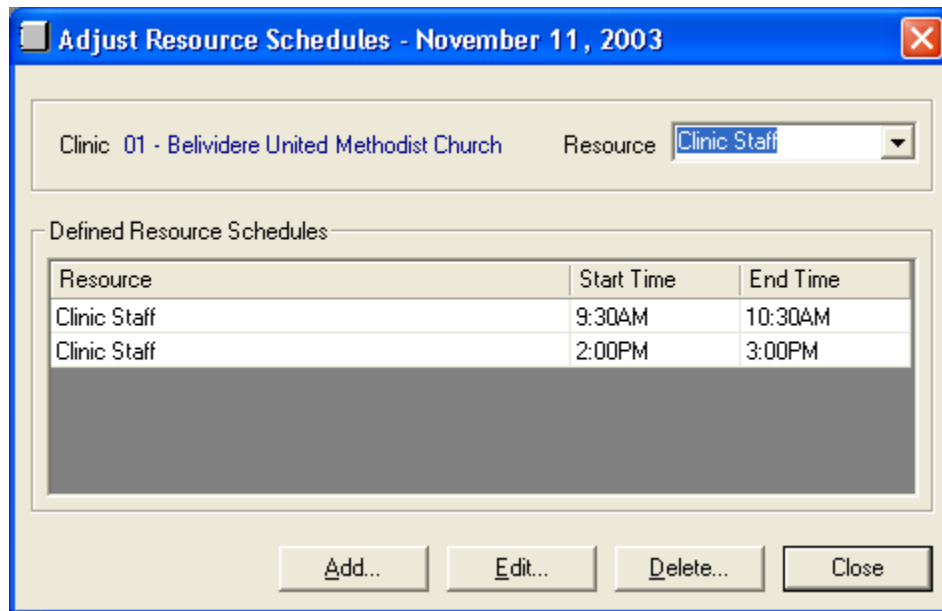 Adjust Resource Schedules - November 11, 2003
Clinic 01 - Belividere United Methodist Church Resource Clinic Staff
Defined Resource Schedules
Resource Start Time End Time
Clinic Staff 9:30AM 10:30AM
Clinic Staff 2:00PM 3:00PM
Add... Edit... Delete... Close